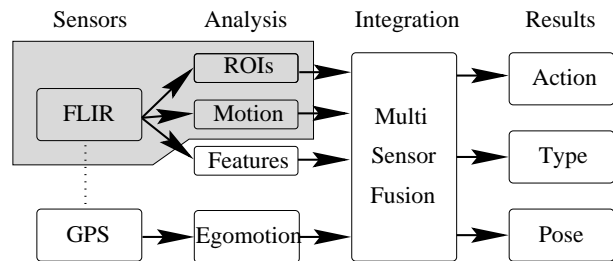 Sensors Analysis Integration Results
ROIs
Action
FLIR
Motion
Multi
Sensor
Fusion
Features
Type
GPS
Egomotion
Pose